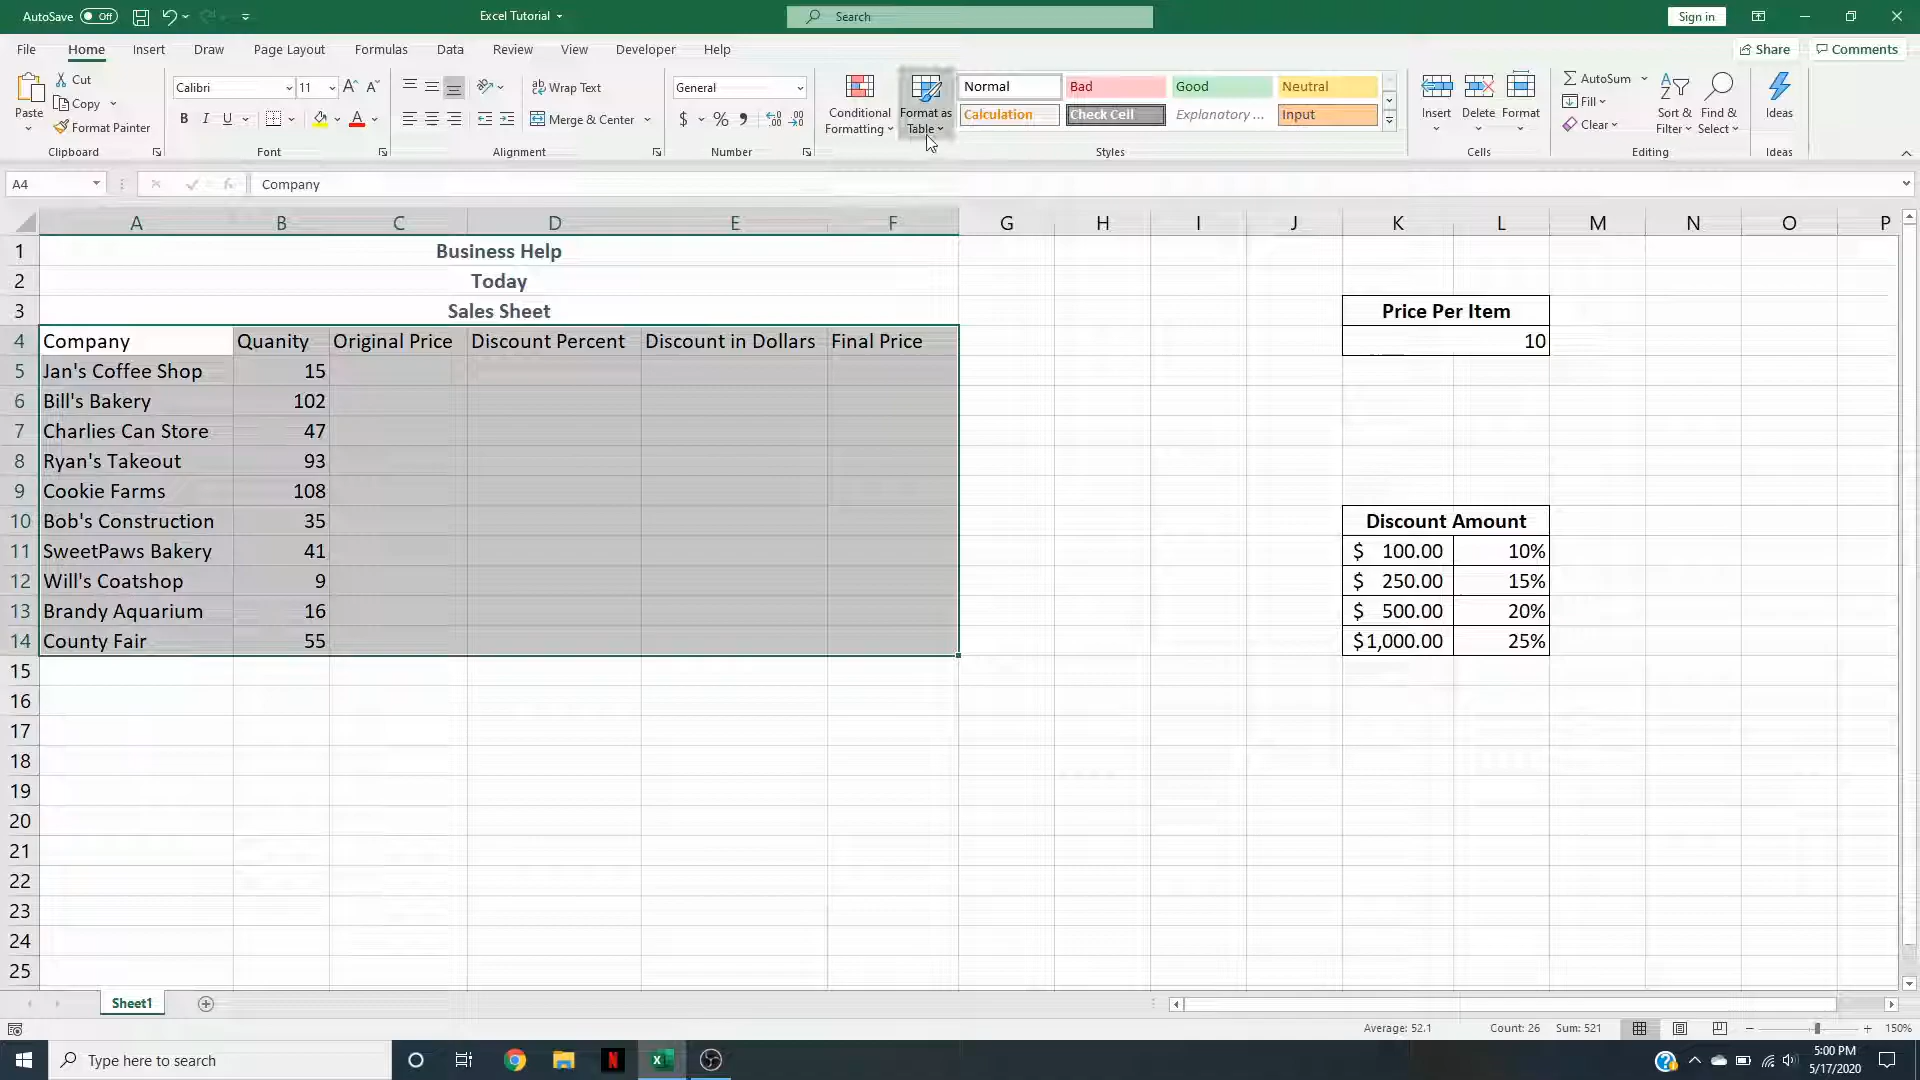 AutoSave Off Excel Tutorial Search Sign in
File Home Insert Draw Page Layout Formulas Data Review View Developer Help Share Comments
Paste Cut Copy Format Painter Clipboard
Calibri 11 A A B I U A Font
Wrap Text Merge & Center Alignment
General $ % Number
Conditional Formatting Format as Table
Normal Bad Good Neutral
Calculation Check Cell Explanatory ... Input
Styles
Insert Delete Format Cells
AutoSum Fill Clear Sort & Filter Find & Select Editing
Ideas Ideas
A4 fx Company
A B C D E F G H I J K L M N O P
1 Business Help
2 Today
3 Sales Sheet Price Per Item
4 Company Quanity Original Price Discount Percent Discount in Dollars Final Price 10
5 Jan's Coffee Shop 15
6 Bill's Bakery 102
7 Charlies Can Store 47
8 Ryan's Takeout 93
9 Cookie Farms 108
10 Bob's Construction 35 Discount Amount
11 SweetPaws Bakery 41 $ 100.00 10%
12 Will's Coatshop 9 $ 250.00 15%
13 Brandy Aquarium 16 $ 500.00 20%
14 County Fair 55 $1,000.00 25%
15
16
17
18
19
20
21
22
23
24
25
Sheet1
Average: 52.1 Count: 26 Sum: 521 150%
Type here to search 5:00 PM
5/17/2020